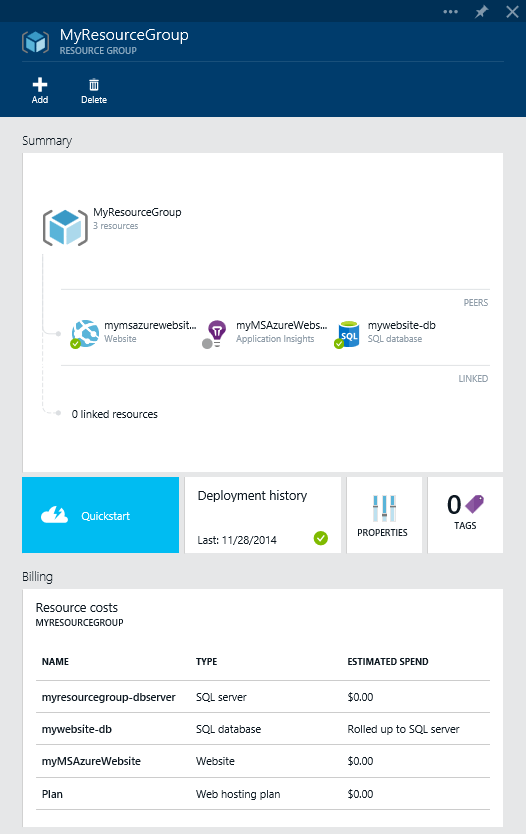 MyResourceGroup
RESOURCE GROUP
Add Delete
Summary
MyResourceGroup
3 resources
PEERS
mymsazurewebsit... myMSAzureWebs... mywebsite-db
Website Application Insights SQL database
SQL
LINKED
0 linked resources
Quickstart
Deployment history
Last: 11/28/2014
PROPERTIES
0
TAGS
Billing
Resource costs
MYRESOURCEGROUP
NAME TYPE ESTIMATED SPEND
myresourcegroup-dbserver SQL server $0.00
mywebsite-db SQL database Rolled up to SQL server
myMSAzureWebsite Website $0.00
Plan Web hosting plan $0.00